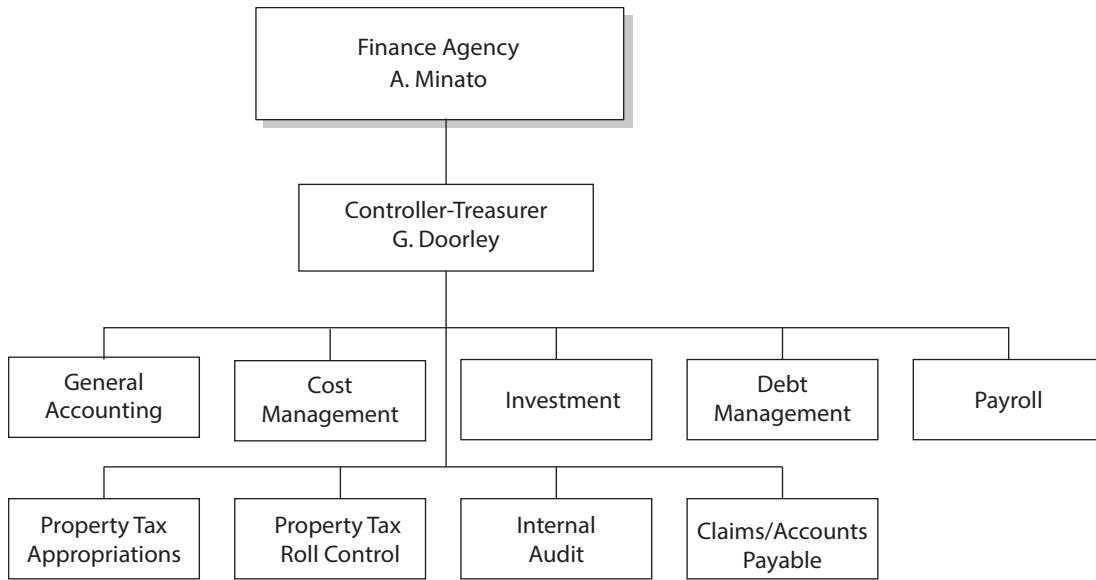 Finance Agency
A. Minato
Controller-Treasurer
G. Doorley
General
Accounting
Cost
Management
Investment
Debt
Management
Payroll
Property Tax
Appropriations
Property Tax
Roll Control
Internal
Audit
Claims/Accounts
Payable